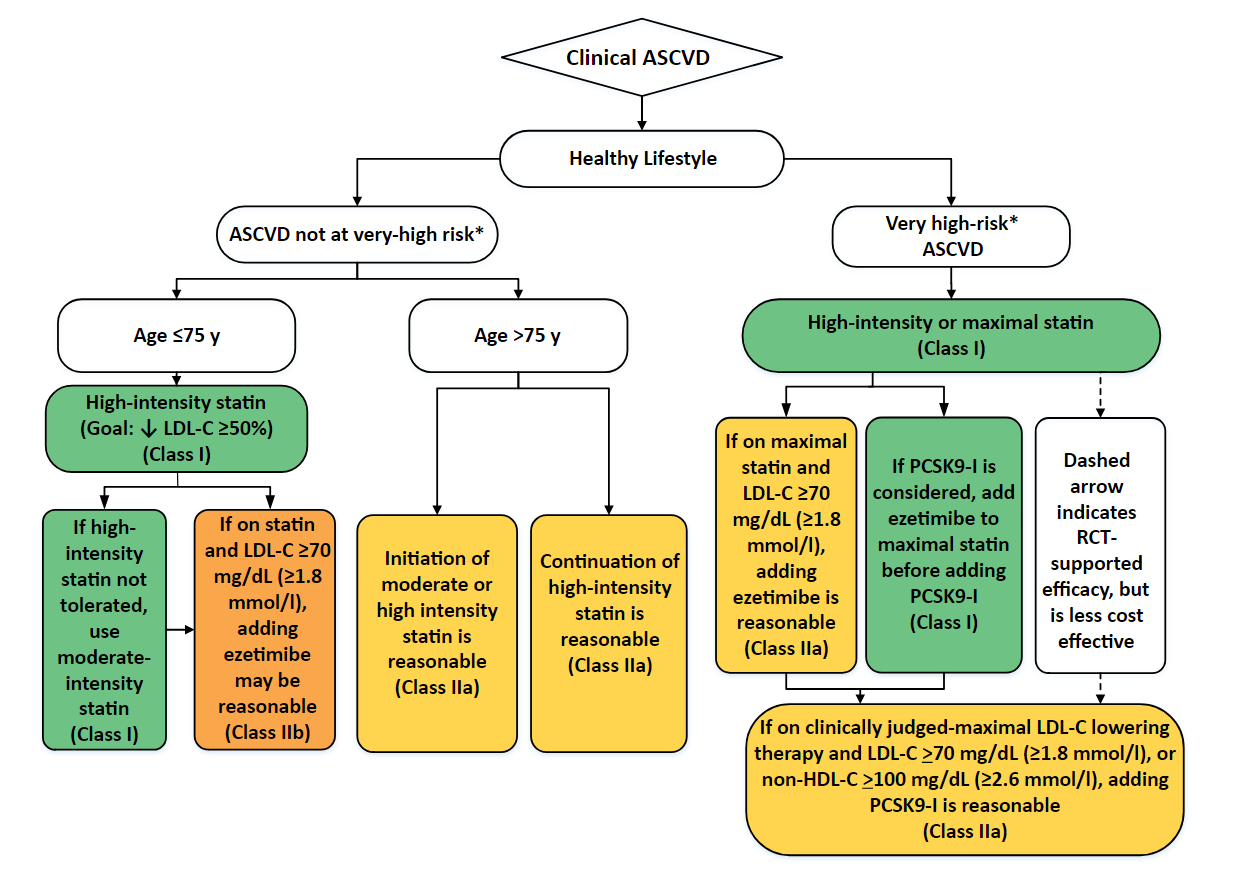 Clinical ASCVD
Healthy Lifestyle
ASCVD not at very-high risk*
Very high-risk*
ASCVD
Age ≤75 y
Age >75 y
High-intensity or maximal statin
(Class I)
High-intensity statin
(Goal: ↓ LDL-C ≥50%)
(Class I)
If high-
intensity
statin not
tolerated,
use
moderate-
intensity
statin
(Class I)
If on statin
and LDL-C ≥70
mg/dL (≥1.8
mmol/l),
adding
ezetimibe
may be
reasonable
(Class IIb)
Initiation of
moderate or
high intensity
statin is
reasonable
(Class IIa)
Continuation of
high-intensity
statin is
reasonable
(Class IIa)
If on maximal
statin and
LDL-C ≥70
mg/dL (≥1.8
mmol/l),
adding
ezetimibe is
reasonable
(Class IIa)
If PCSK9-I is
considered, add
ezetimibe to
maximal statin
before adding
PCSK9-I
(Class I)
Dashed
arrow
indicates
RCT-
supported
efficacy, but
is less cost
effective
If on clinically judged-maximal LDL-C lowering
therapy and LDL-C ≥70 mg/dL (≥1.8 mmol/l), or
non-HDL-C ≥100 mg/dL (≥2.6 mmol/l), adding
PCSK9-I is reasonable
(Class IIa)